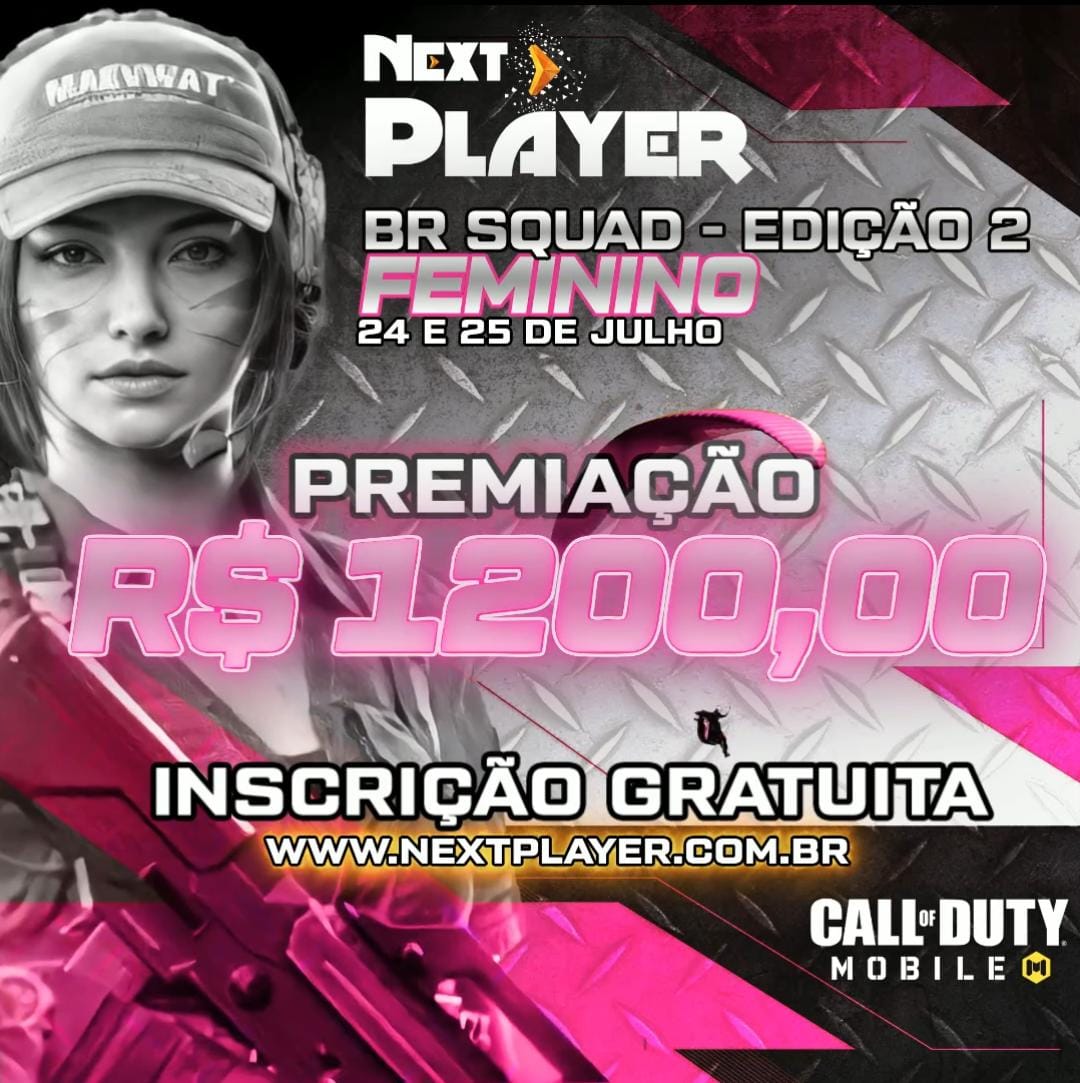 NEXT
PLAYER
BR SQUAD - EDIÇÃO 2
FEMININO
24 E 25 DE JULHO
PREMIAÇÃO
R$ 1200,00
INSCRIÇÃO GRATUITA
WWW.NEXTPLAYER.COM.BR
CALL OF DUTY
MOBILE